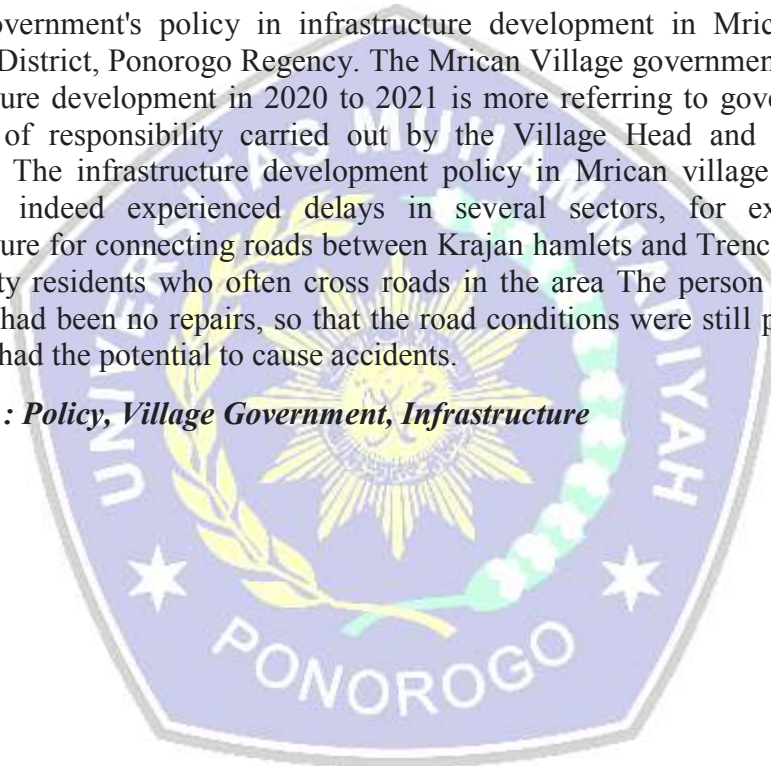 overnment's policy in infrastructure development in Mric
District, Ponorogo Regency. The Mrican Village government
ure development in 2020 to 2021 is more referring to gove
of responsibility carried out by the Village Head and
The infrastructure development policy in Mrican village
indeed experienced delays in several sectors, for ex
ure for connecting roads between Krajan hamlets and Trenc
ty residents who often cross roads in the area The person
had been no repairs, so that the road conditions were still p
had the potential to cause accidents.
: Policy, Village Government, Infrastructure
UNIVERSITAS MUHAMMADIYAH
PONOROGO